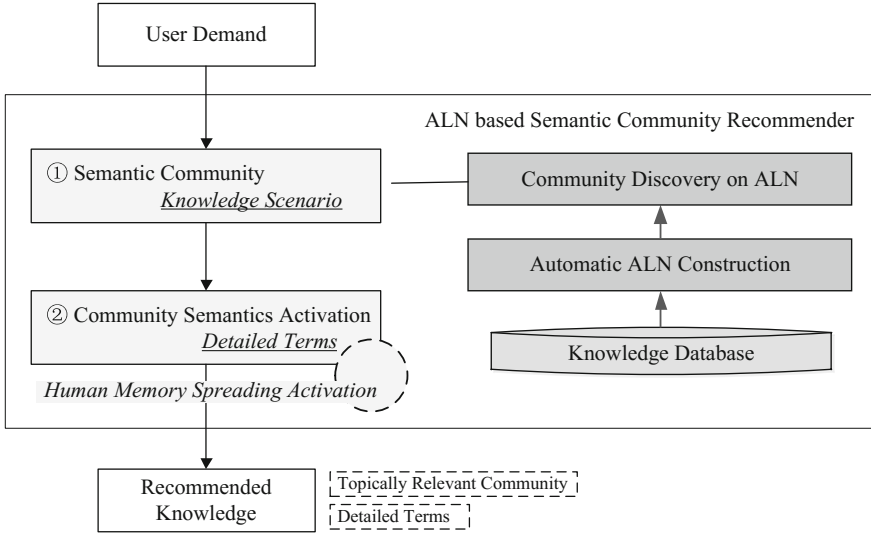 User Demand
ALN based Semantic Community Recommender
① Semantic Community
Knowledge Scenario
Community Discovery on ALN
Automatic ALN Construction
② Community Semantics Activation
Detailed Terms
Knowledge Database
Human Memory Spreading Activation
Recommended
Knowledge
Topically Relevant Community
Detailed Terms